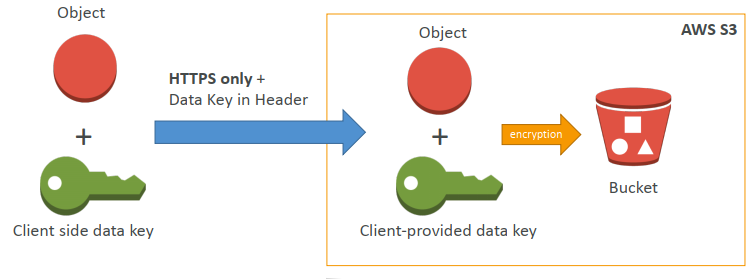 Object
+
Client side data key
HTTPS only +
Data Key in Header
AWS S3
Object
+
Client-provided data key
encryption
Bucket